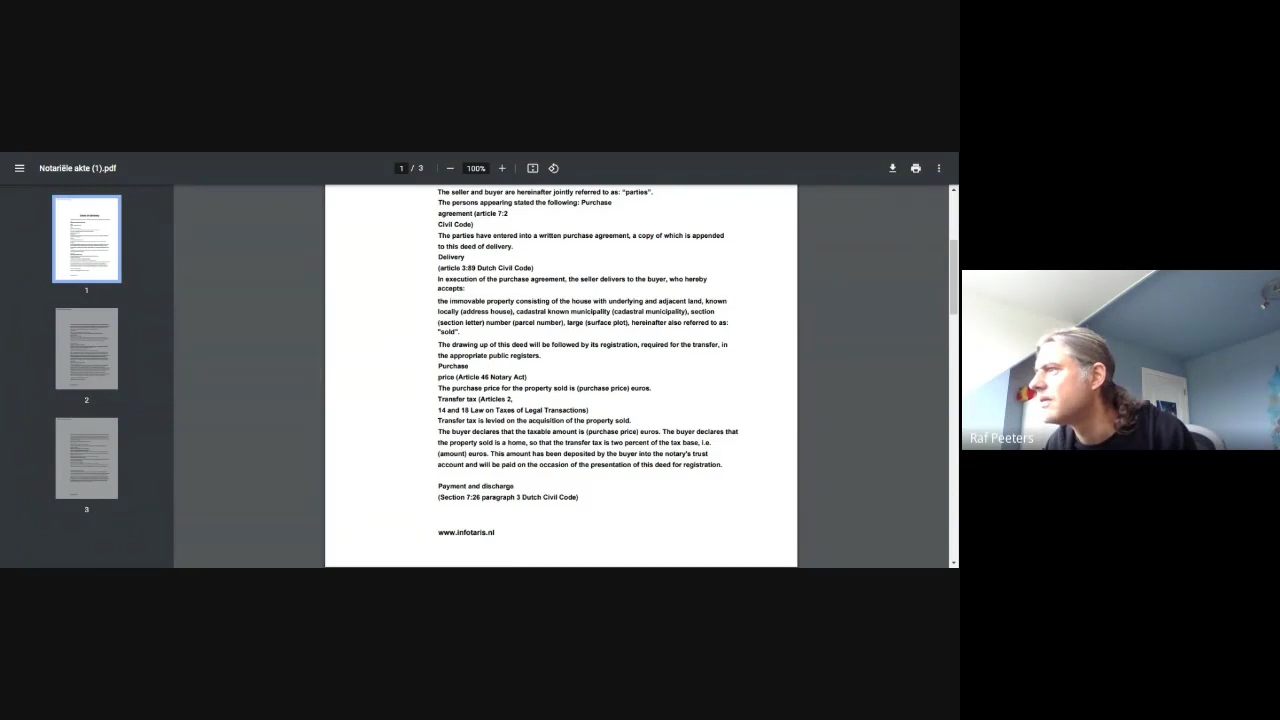 Notariële akte (1).pdf
1 / 3
100%
The seller and buyer are hereinafter jointly referred to as: “parties”.
The persons appearing stated the following: Purchase
agreement (article 7:2
Civil Code)
The parties have entered into a written purchase agreement, a copy of which is appended
to this deed of delivery.
Delivery
(article 3:89 Dutch Civil Code)
In execution of the purchase agreement, the seller delivers to the buyer, who hereby
accepts:
the immovable property consisting of the house with underlying and adjacent land, known
locally (address house), cadastral known municipality (cadastral municipality), section
(section letter) number (parcel number), large (surface plot), hereinafter also referred to as:
"sold".
The drawing up of this deed will be followed by its registration, required for the transfer, in
the appropriate public registers.
Purchase
price (Article 46 Notary Act)
The purchase price for the property sold is (purchase price) euros.
Transfer tax (Articles 2,
14 and 18 Law on Taxes of Legal Transactions)
Transfer tax is levied on the acquisition of the property sold.
The buyer declares that the taxable amount is (purchase price) euros. The buyer declares that
the property sold is a home, so that the transfer tax is two percent of the tax base, i.e.
(amount) euros. This amount has been deposited by the buyer into the notary's trust
account and will be paid on the occasion of the presentation of this deed for registration.
Payment and discharge
(Section 7:26 paragraph 3 Dutch Civil Code)
www.infotaris.nl
1
2
3
Raf Peeters